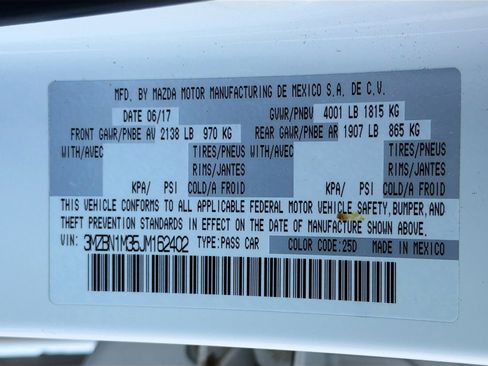 MFD. BY MAZDA MOTOR MANUFACTURING DE MEXICO S.A. DE C.V.
DATE 06/17 GVWR/PNBV 4001 LB 1815 KG
FRONT GAWR/PNBE AV 2138 LB 970 KG REAR GAWR/PNBE AR 1907 LB 865 KG
WITH/AVEC TIRES/PNEUS WITH/AVEC TIRES/PNEUS
RIMS/JANTES RIMS/JANTES
KPA/ PSI COLD/A FROID KPA/ PSI COLD/A FROID
THIS VEHICLE CONFORMS TO ALL APPLICABLE FEDERAL MOTOR VEHICLE SAFETY, BUMPER, AND
THEFT PREVENTION STANDARDS IN EFFECT ON THE DATE OF MANUFACTURE SHOWN ABOVE.
VIN: 3MZBN1M35JM162402 TYPE:PASS CAR COLOR CODE:25D MADE IN MEXICO